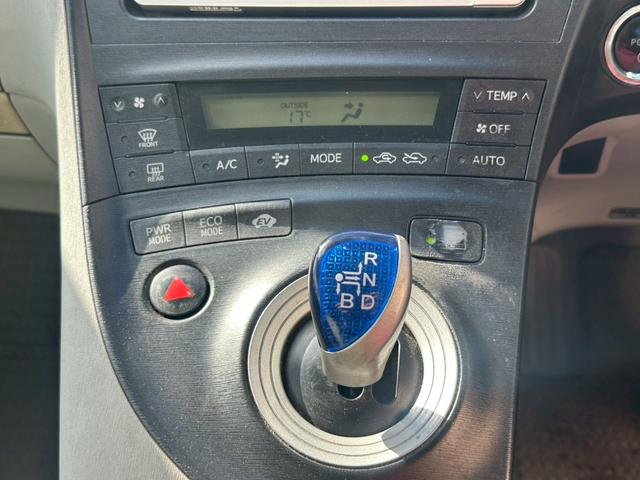 OUTSIDE
17°C
TEMP
OFF
FRONT
REAR
A/C
MODE
AUTO
PWR MODE
ECO MODE
EV
R
N
B D